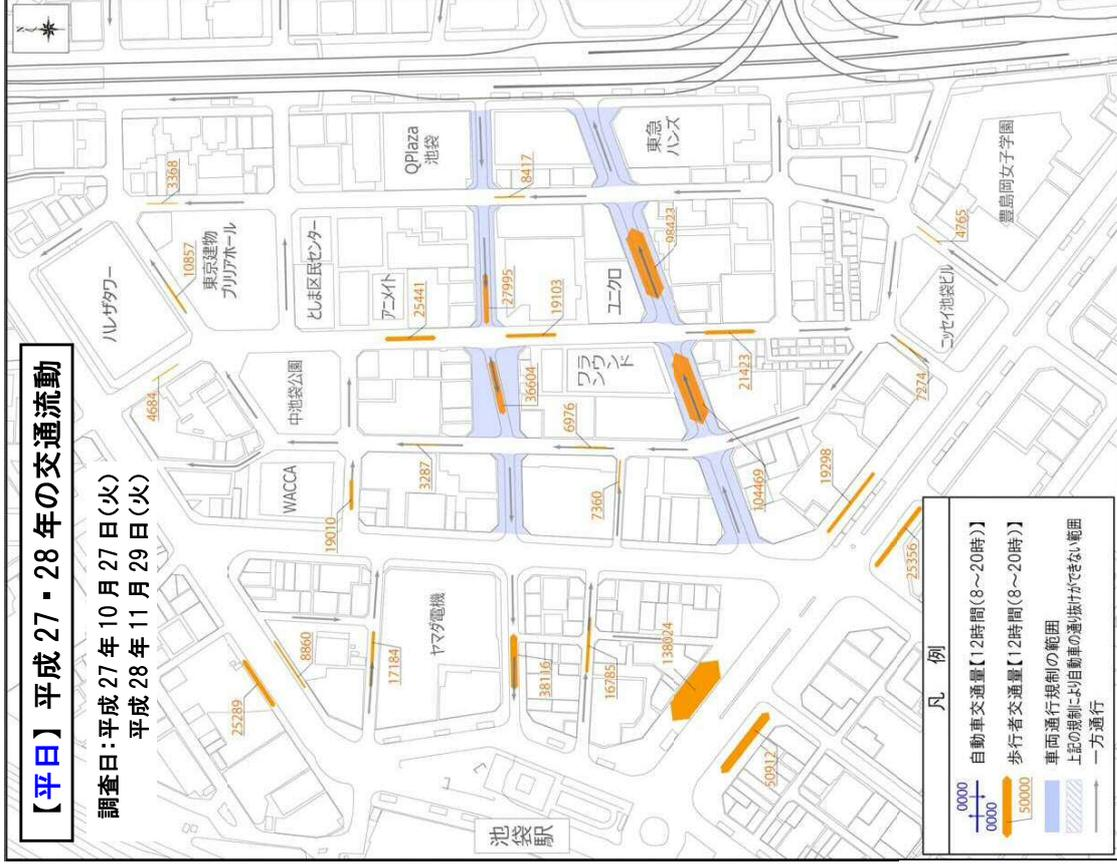 【平日】平成27・28年の交通流動
調査日：平成27年10月27日(火)
平成28年11月29日(火)
N
ハレザタワー
4684
10857
3368
東京建物
ブリリアホール
としま区民センター
中池袋公園
WACCA
19010
25289
8860
17184
ヤマダ電機
アニメイト
25441
3287
QPlaza
池袋
27995
36604
8417
19103
ラウンド
ワン
6976
7360
38116
16785
138024
ユニクロ
98423
東急
ハンズ
21423
104469
19298
25356
50912
7274
4765
ニッセイ池袋ビル
豊島岡女子学園
池袋駅
凡例
0000
0000
自動車交通量【12時間(8～20時)】
50000
歩行者交通量【12時間(8～20時)】
車両通行規制の範囲
上記の規制により自動車の通り抜けができない範囲
一方通行